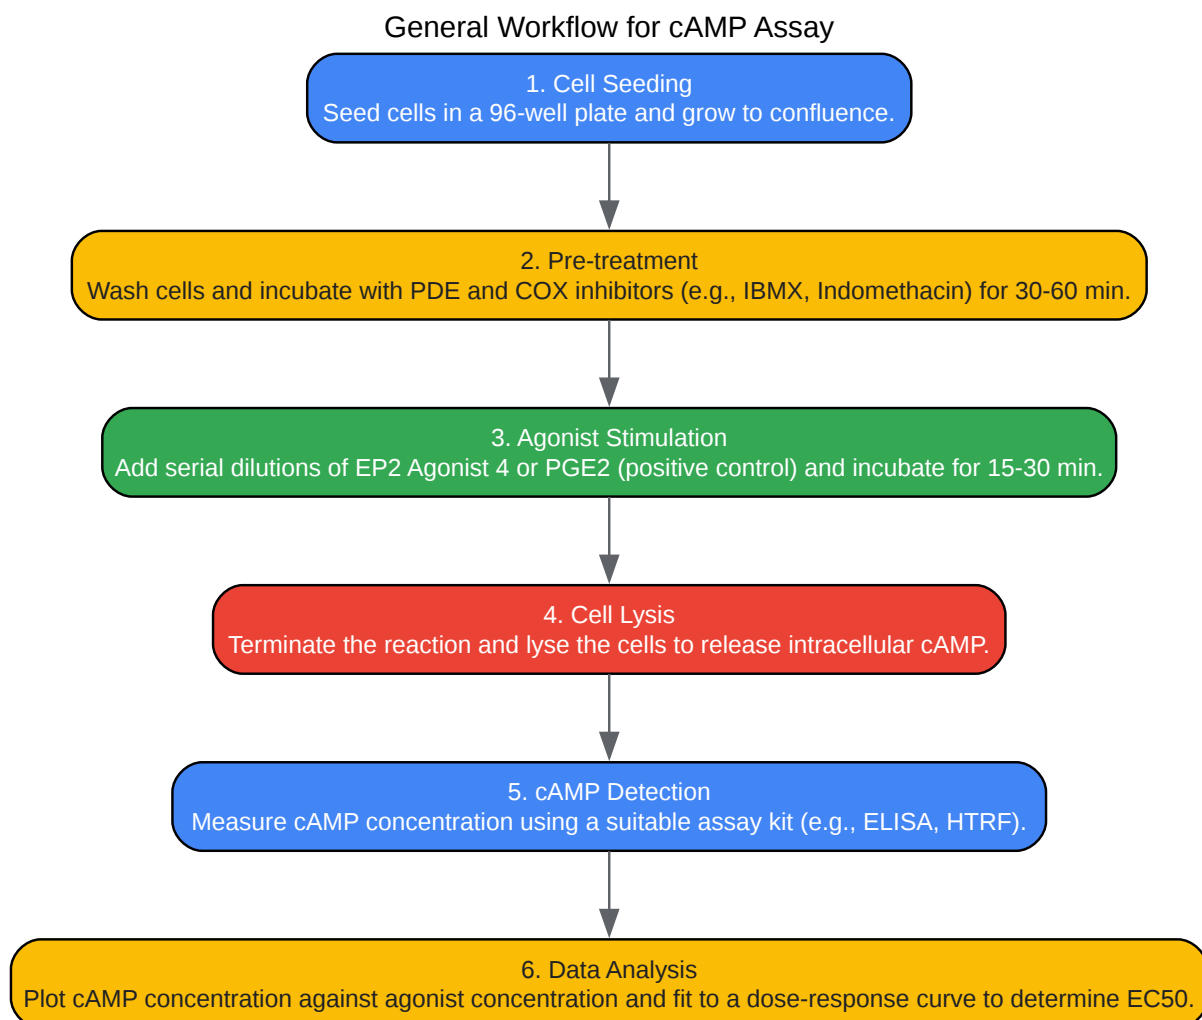 General Workflow for cAMP Assay
1. Cell Seeding
Seed cells in a 96-well plate and grow to confluence.
2. Pre-treatment
Wash cells and incubate with PDE and COX inhibitors (e.g., IBMX, Indomethacin) for 30-60 min.
3. Agonist Stimulation
Add serial dilutions of EP2 Agonist 4 or PGE2 (positive control) and incubate for 15-30 min.
4. Cell Lysis
Terminate the reaction and lyse the cells to release intracellular cAMP.
5. cAMP Detection
Measure cAMP concentration using a suitable assay kit (e.g., ELISA, HTRF).
6. Data Analysis
Plot cAMP concentration against agonist concentration and fit to a dose-response curve to determine EC50.